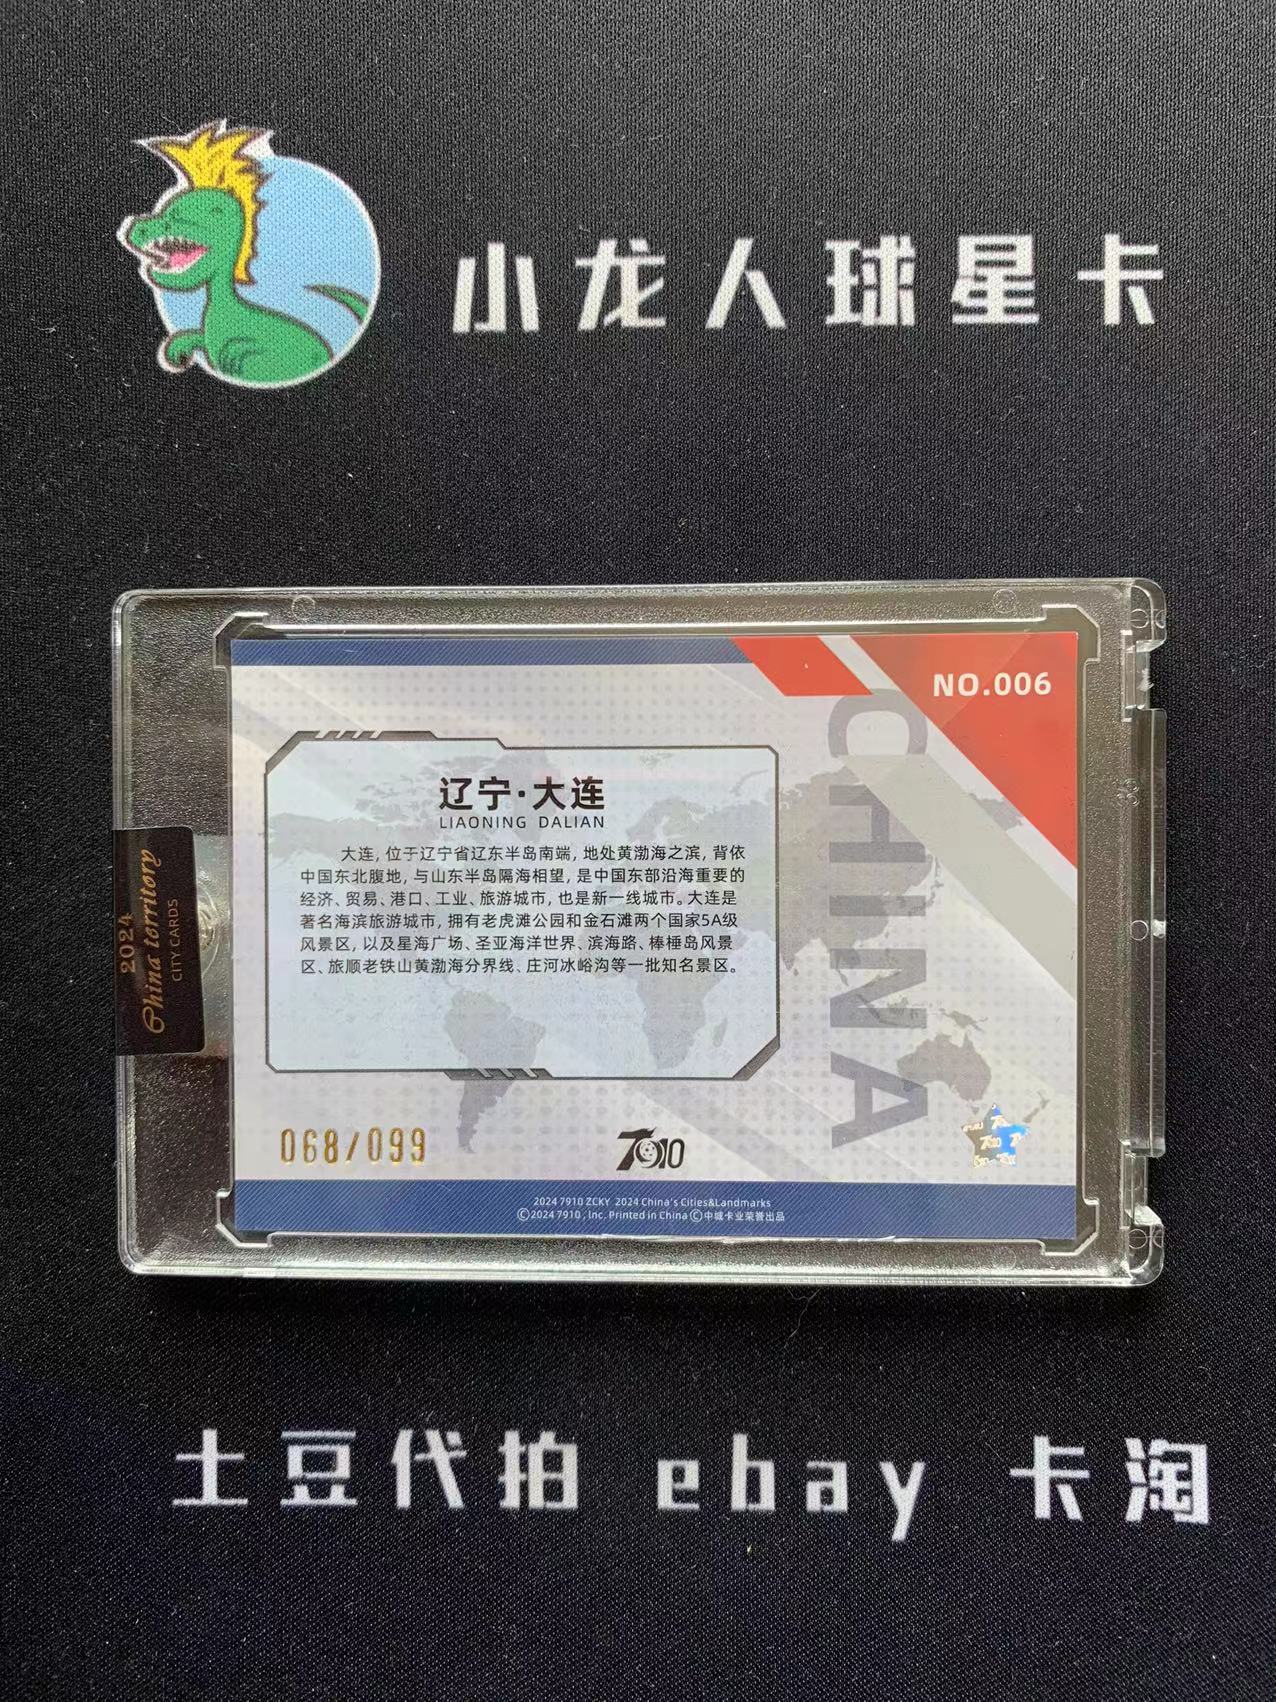 小龙人球星卡
NO.006
CHINA
辽宁·大连
LIAONING DALIAN
大连，位于辽宁省辽东半岛南端，地处黄渤海之滨，背依
中国东北腹地，与山东半岛隔海相望，是中国东部沿海重要的
经济、贸易、港口、工业、旅游城市，也是新一线城市。大连是
著名海滨旅游城市，拥有老虎滩公园和金石滩两个国家5A级
风景区，以及星海广场、圣亚海洋世界、滨海路、棒棰岛风景
区、旅顺老铁山黄渤海分界线、庄河冰峪沟等一批知名景区。
2024
China territory
CITY CARDS
068/099
7910
2024 7910 ZCKY 2024 China's Cities&Landmarks
©2024 7910 , Inc. Printed in China ©中城卡业荣誉出品
土豆代拍 ebay 卡淘